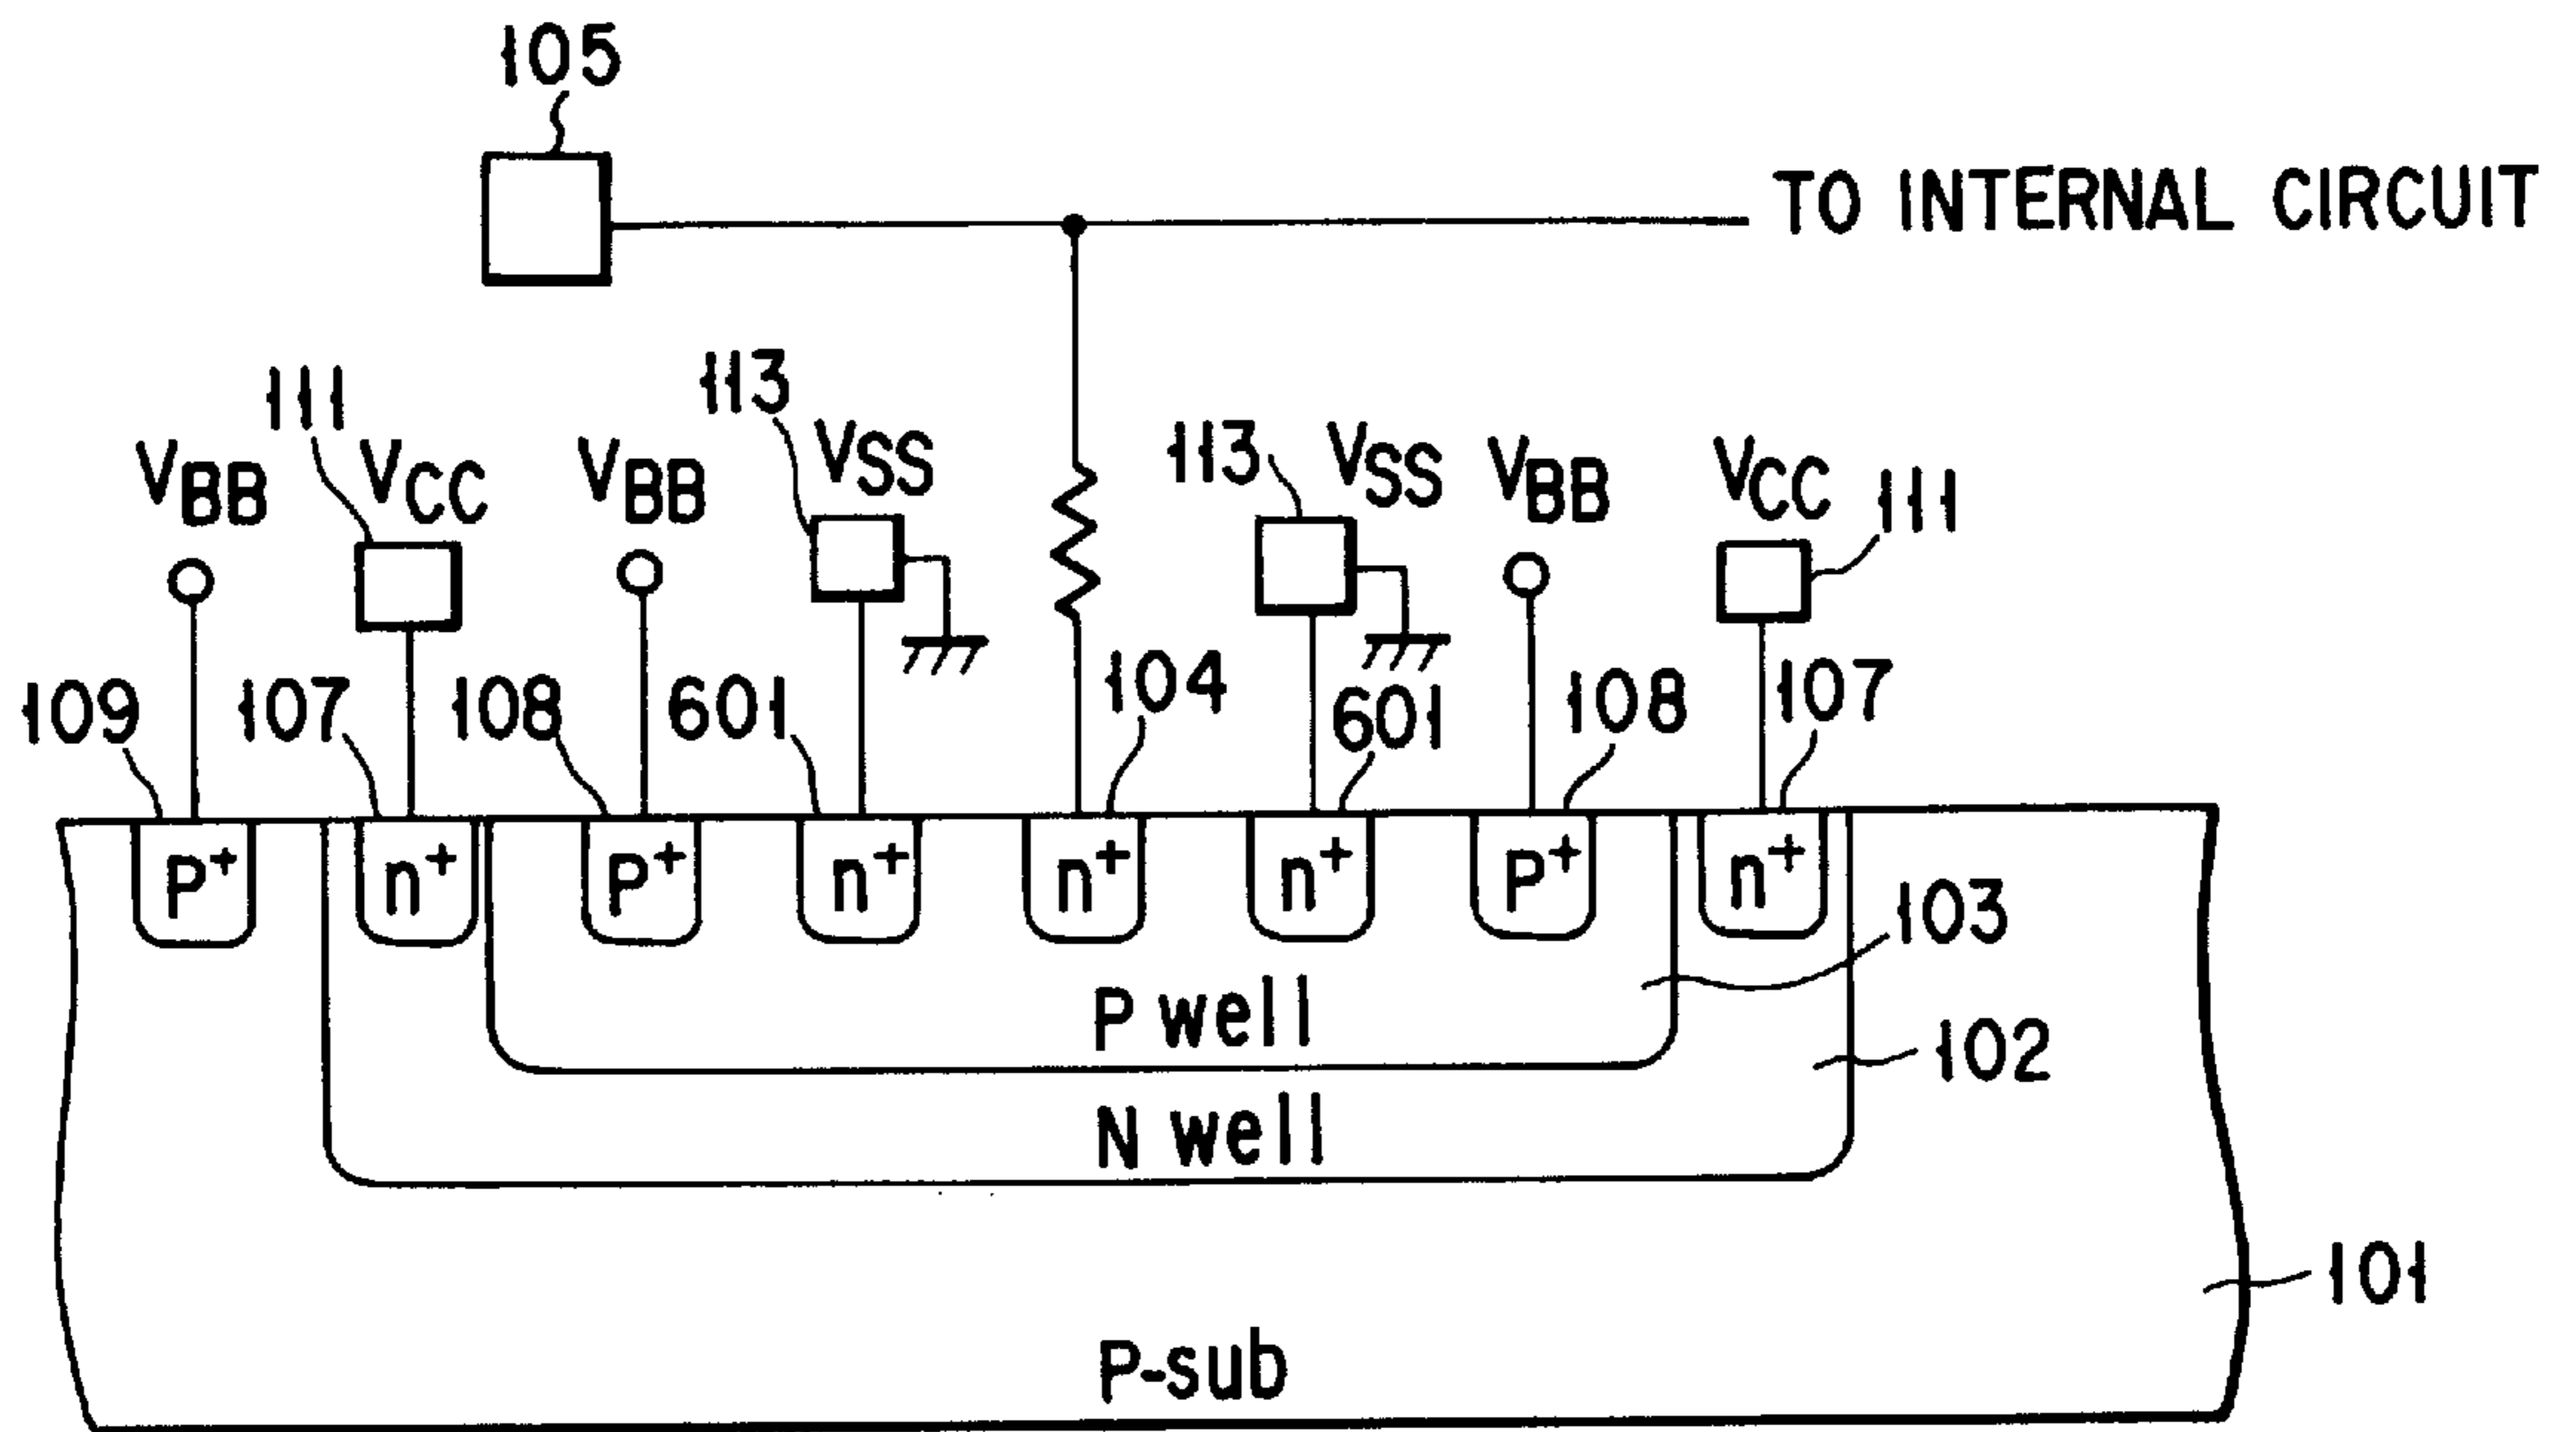 105
TO INTERNAL CIRCUIT
111
113
113
VBB
VCC
VBB
VSS
VSS
VBB
VCC
111
109
107
108
601
104
601
108
107
P+
n+
P+
n+
n+
n+
P+
n+
103
P well
102
N well
101
P-sub